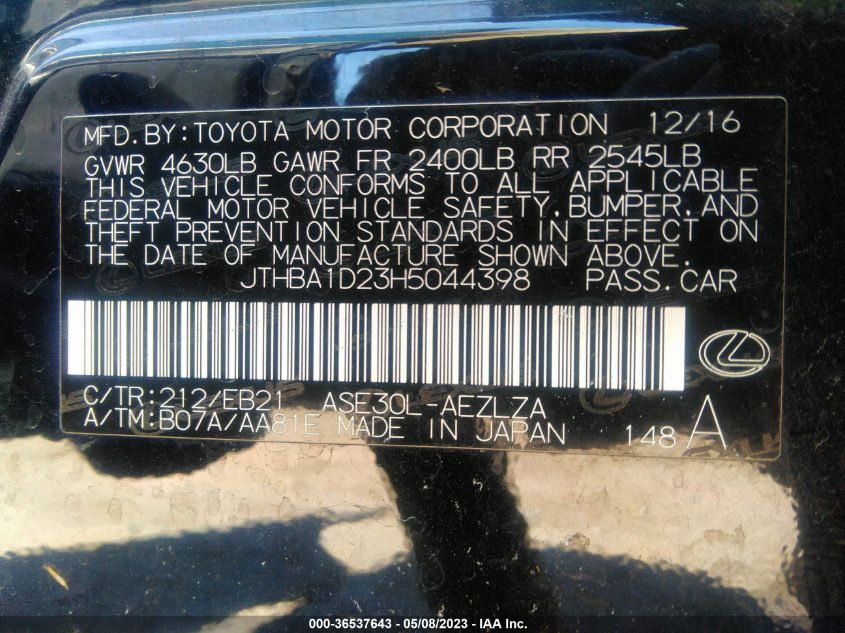 MFD.BY:TOYOTA MOTOR CORPORATION 12/16
GVWR 4630LB GAWR FR 2400LB RR 2545LB
THIS VEHICLE CONFORMS TO ALL APPLICABLE
FEDERAL MOTOR VEHICLE SAFETY,BUMPER,AND
THEFT PREVENTION STANDARDS IN EFFECT ON
THE DATE OF MANUFACTURE SHOWN ABOVE.
JTHBA1D23H5044398 PASS.CAR
C/TR:212/EB21 ASE30L-AEZLZA
A/TM:B07A/AA81E MADE IN JAPAN 148 A
000-36537643 - 05/08/2023 - IAA Inc.